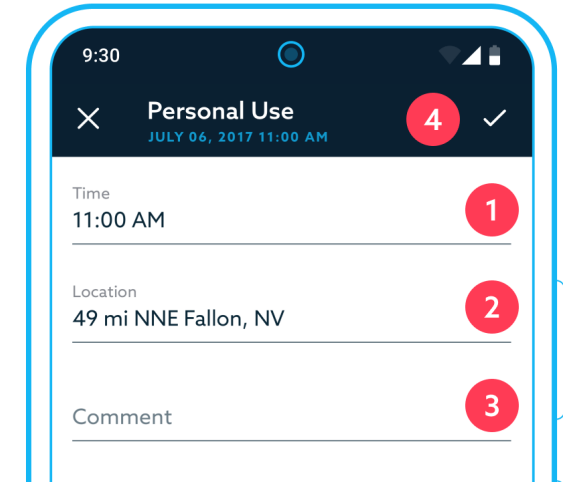 9:30
Personal Use
JULY 06, 2017 11:00 AM
4
Time
11:00 AM
1
Location
49 mi NNE Fallon, NV
2
Comment
3